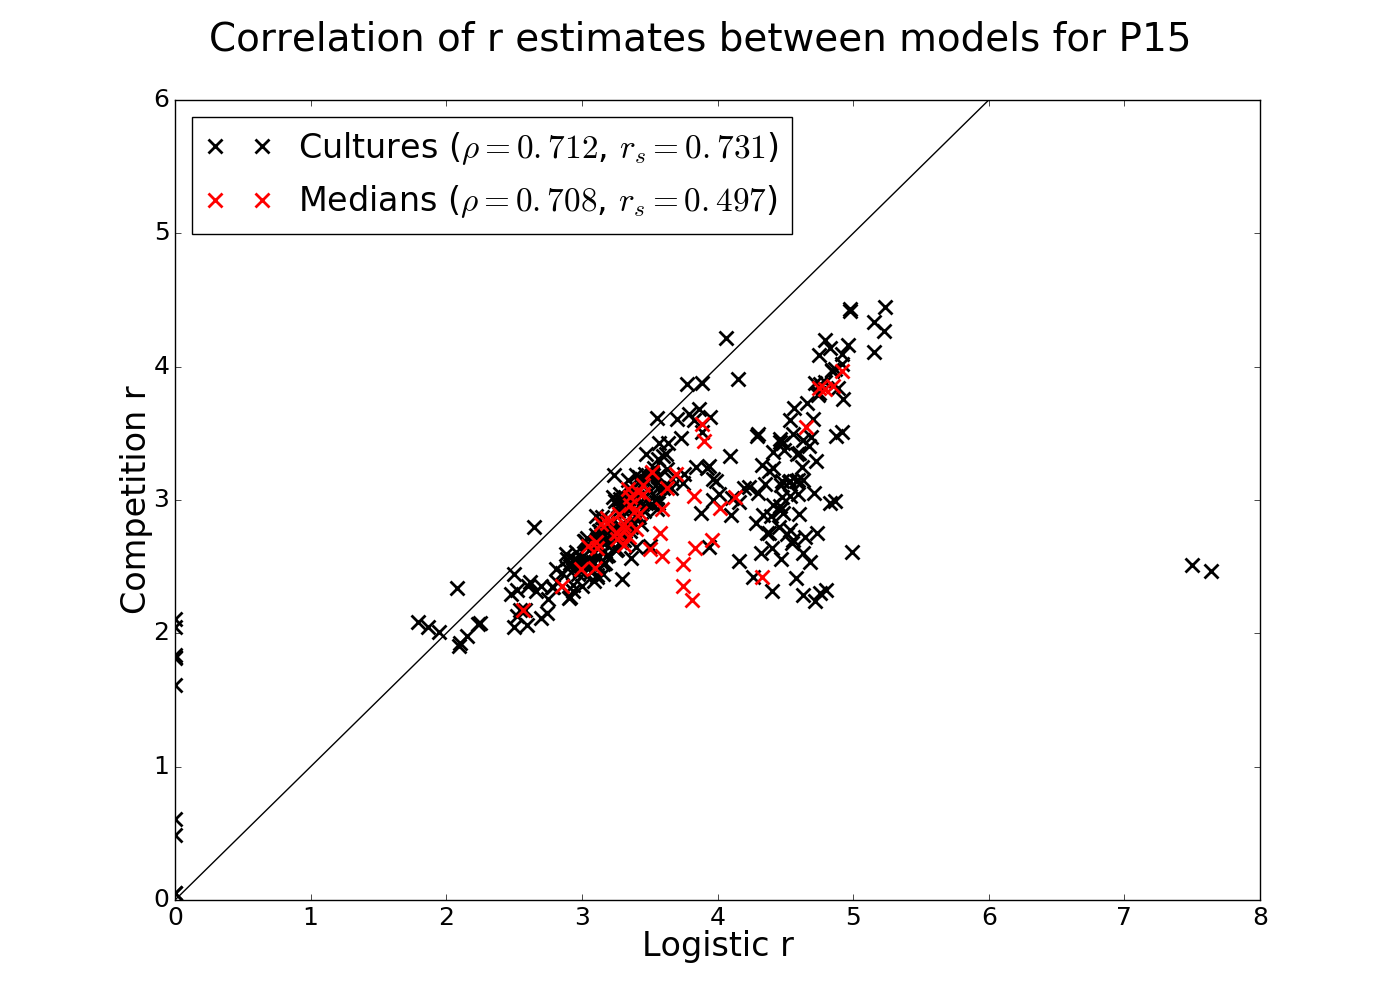 Correlation of r estimates between models for P15
Cultures (ρ = 0.712, r_s = 0.731)
Medians (ρ = 0.708, r_s = 0.497)
6
5
4
3
2
1
0
Competition r
0 1 2 3 4 5 6 7 8
Logistic r